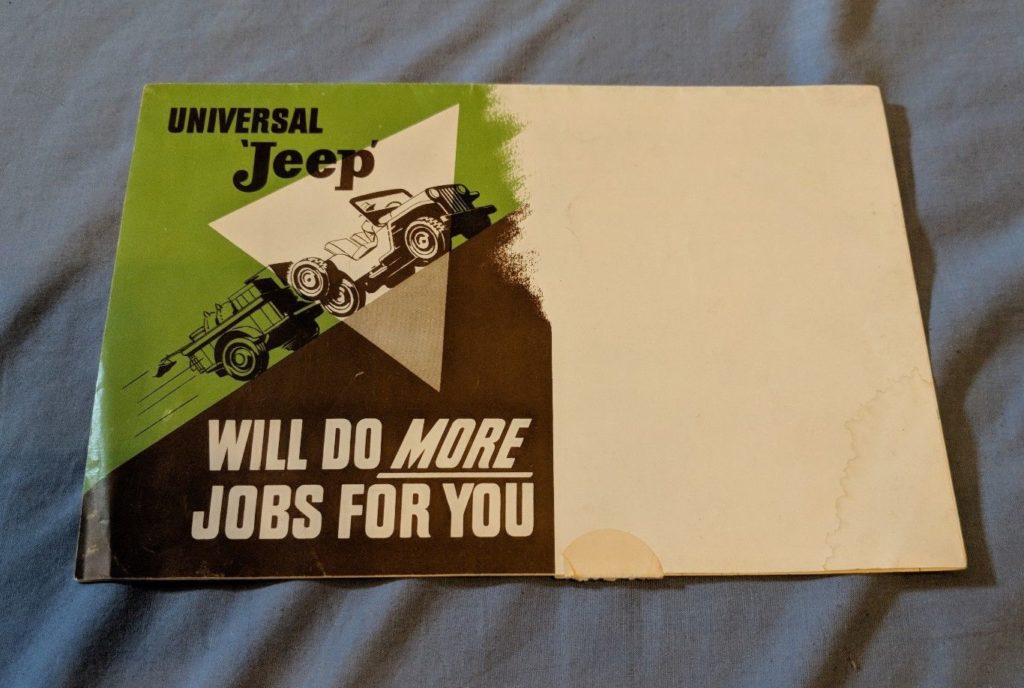 UNIVERSAL
'Jeep'
WILL DO MORE
JOBS FOR YOU